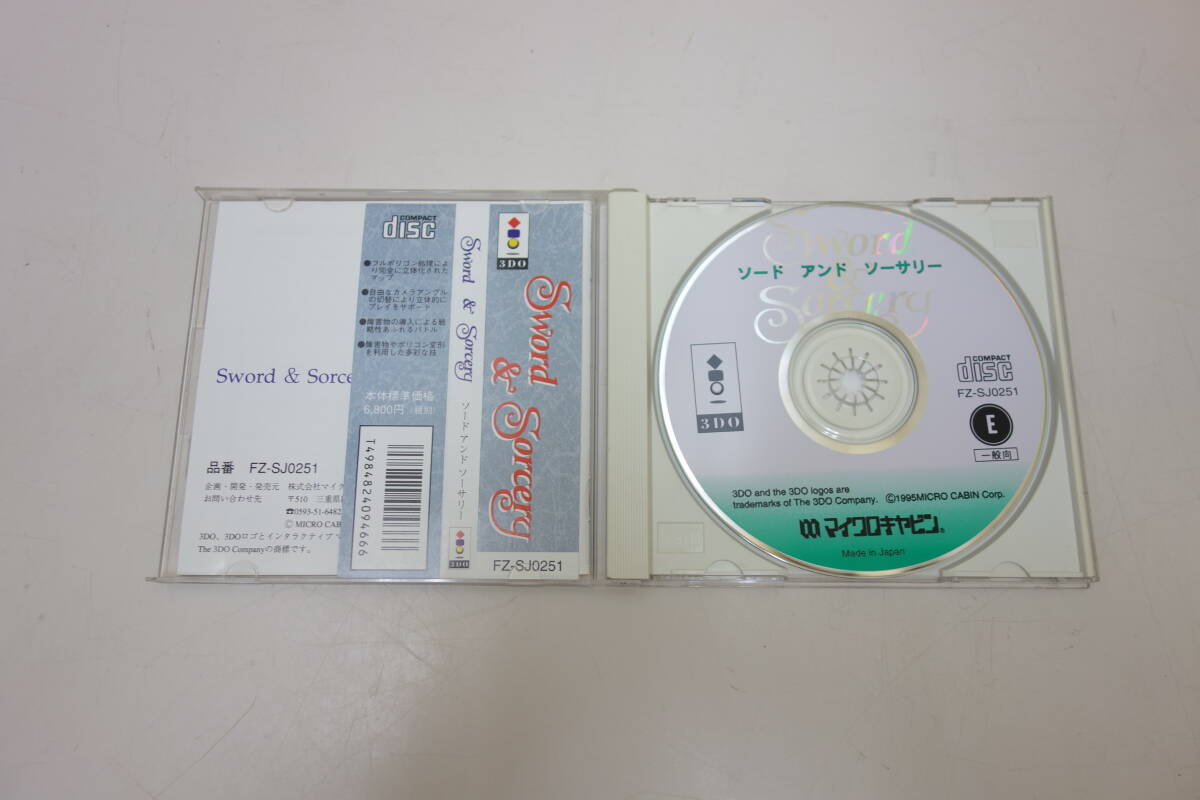 Sword & Sorce
品番 FZ-SJ0251
企画・開発・発売元 株式会社マイク
お問い合わせ先 〒510 三重県
☎0593-51-6482
Ⓒ MICRO CABI
3DO、3DOロゴとインタラクティブ
The 3DO Companyの商標です。
COMPACT
disc
●フルポリゴン処理によ
り完全に立体化された
マップ
●自由なカメラアングル
の切替により立体的に
プレイをサポート
●障害物の導入による戦
略性あふれるバトル
●障害物やポリゴン変形
を利用した多彩な技
本体標準価格
6,800円(税別)
T4984824094666
Sword & Sorcery
ソード アンド ソーサリー
3DO
3DO
Sword
& Sorcery
FZ-SJ0251
Sword
&
Sorcery
ソード アンド ソーサリー
3DO
COMPACT
disc
FZ-SJ0251
E
一般向
3DO and the 3DO logos are
trademarks of The 3DO Company. Ⓒ1995MICRO CABIN Corp.
マイクロキャビン®
Made in Japan